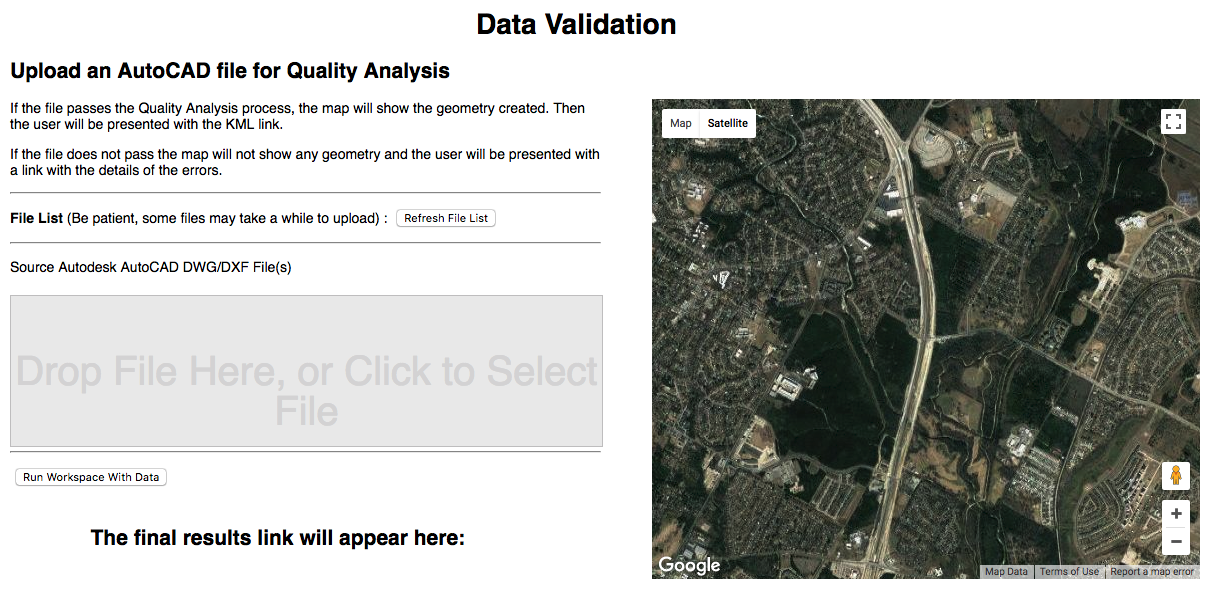 Data Validation
Upload an AutoCAD file for Quality Analysis
If the file passes the Quality Analysis process, the map will show the geometry created. Then
the user will be presented with the KML link.
If the file does not pass the map will not show any geometry and the user will be presented with
a link with the details of the errors.
File List (Be patient, some files may take a while to upload) : Refresh File List
Source Autodesk AutoCAD DWG/DXF File(s)
Drop File Here, or Click to Select
File
Run Workspace With Data
The final results link will appear here:
Map Satellite
+
−
Google
Map Data Terms of Use Report a map error